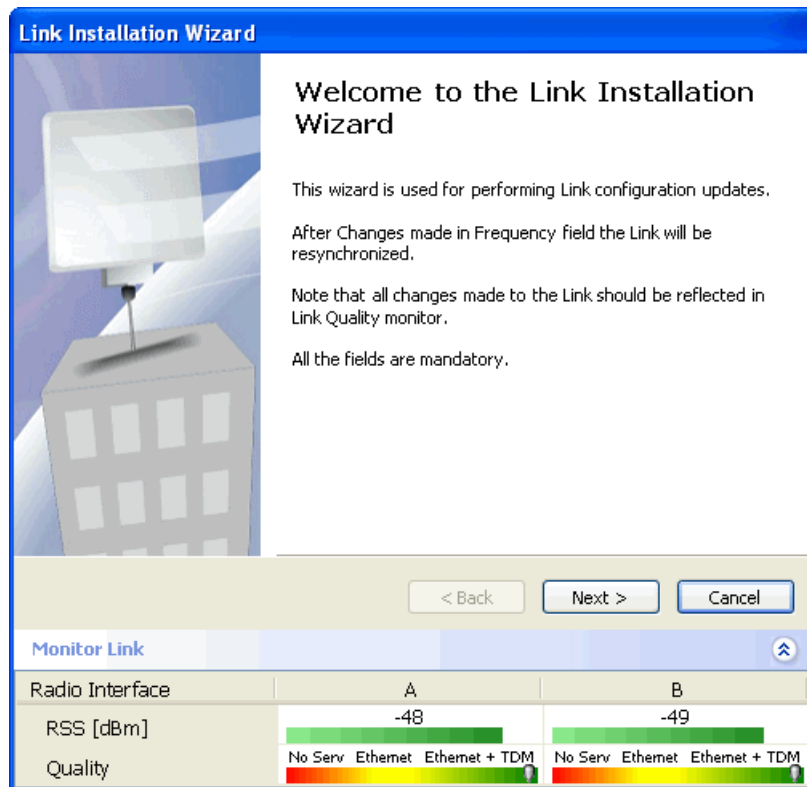 Link Installation Wizard
Welcome to the Link Installation
Wizard
This wizard is used for performing Link configuration updates.
After Changes made in Frequency field the Link will be
resynchronized.
Note that all changes made to the Link should be reflected in
Link Quality monitor.
All the fields are mandatory.
< Back Next > Cancel
Monitor Link
Radio Interface A B
RSS [dBm] -48 -49
No Serv Ethernet Ethernet + TDM No Serv Ethernet Ethernet + TDM
Quality